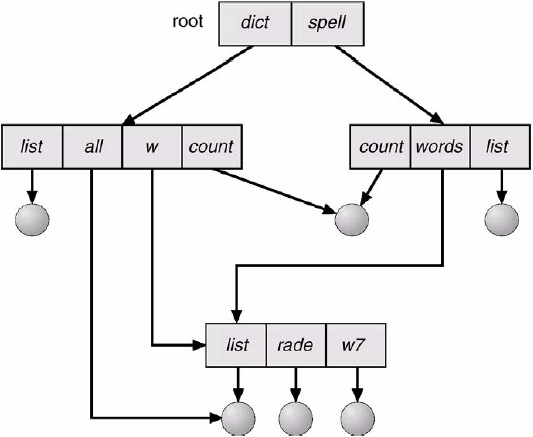 root dict spell
list all w count count words list
list rade w7